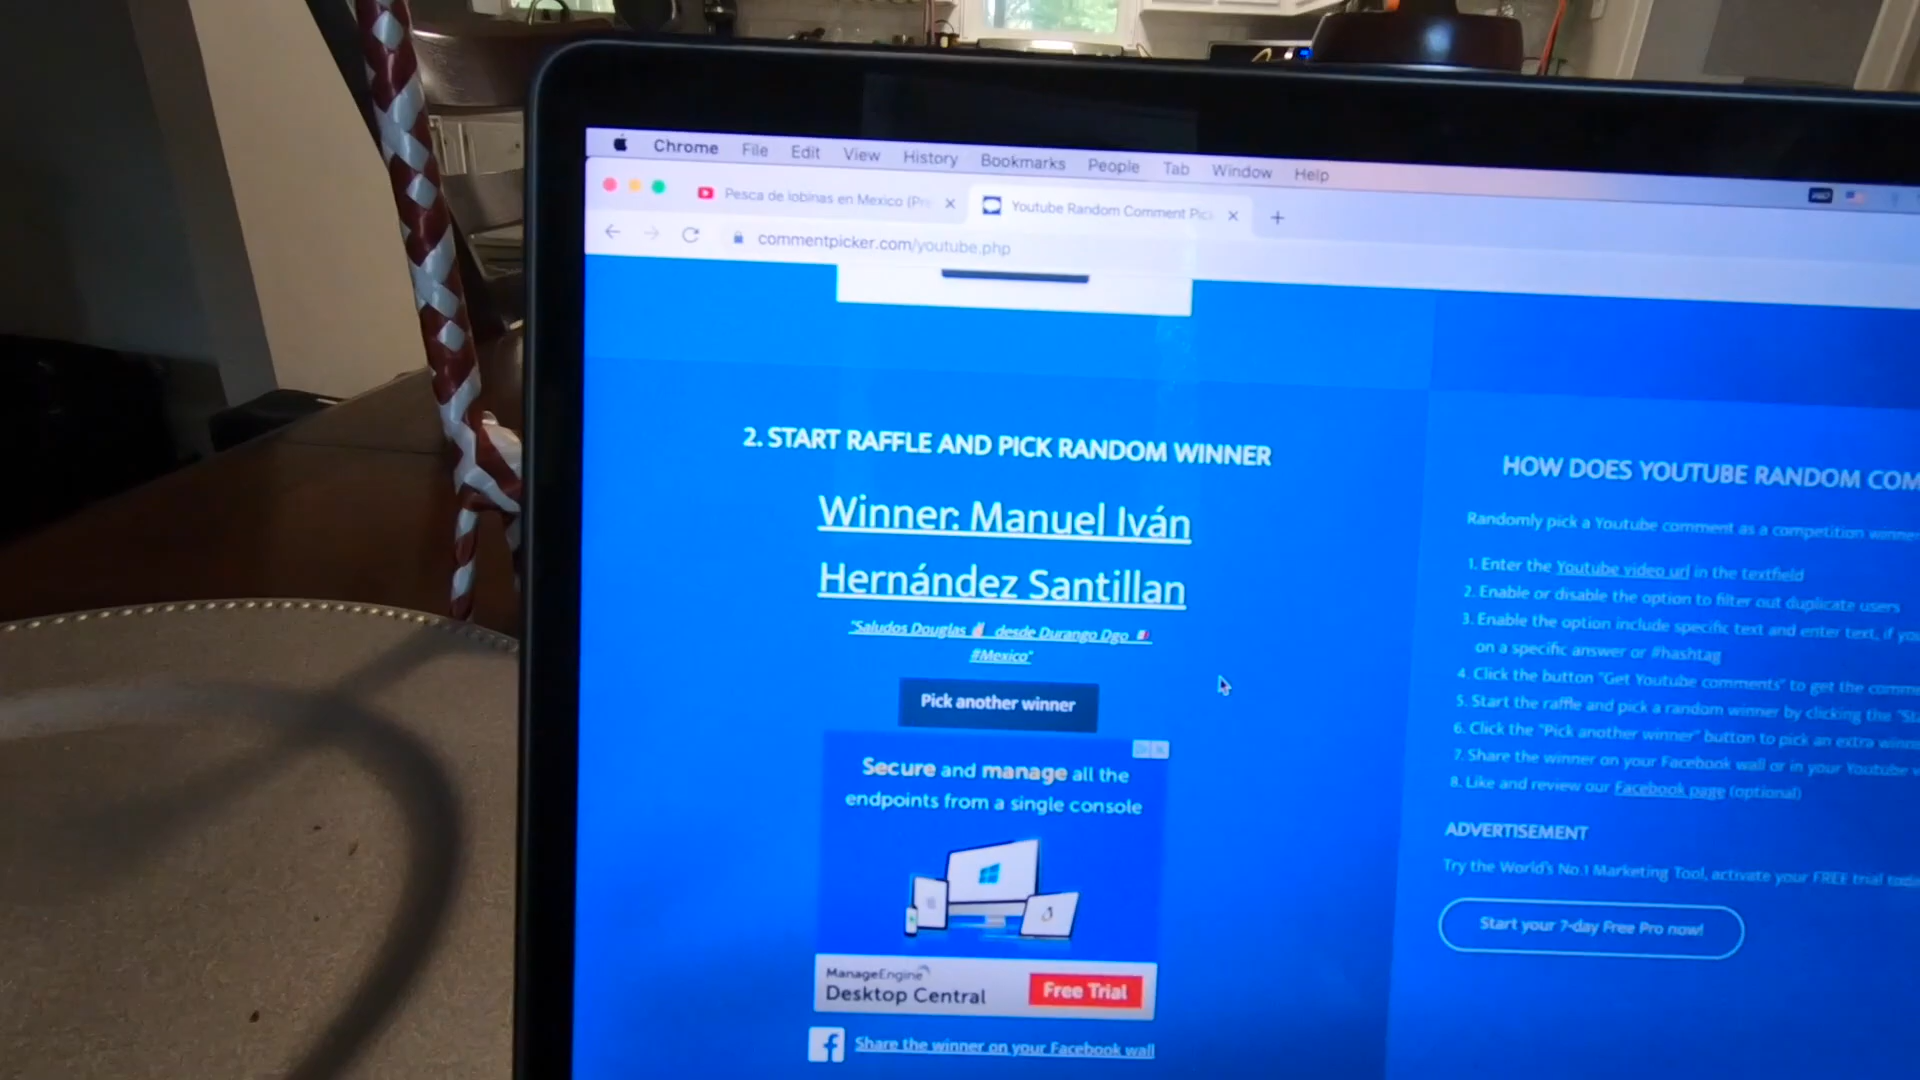 Chrome File Edit View History Bookmarks People Tab Window Help
Pesca de lobinas en Mexico (Pre
Youtube Random Comment Pic
commentpicker.com/youtube.php
2. START RAFFLE AND PICK RANDOM WINNER
Winner: Manuel Iván
Hernández Santillan
"Saludos Douglas desde Durango Dgo
#Mexico"
Pick another winner
Secure and manage all the
endpoints from a single console
ManageEngine
Desktop Central
Free Trial
Share the winner on your Facebook wall
HOW DOES YOUTUBE RANDOM COM
Randomly pick a Youtube comment as a competition winner
1. Enter the Youtube video url in the textfield
2. Enable or disable the option to filter out duplicate users
3. Enable the option include specific text and enter text, if you
on a specific answer or #hashtag
4. Click the button "Get Youtube comments" to get the comme
5. Start the raffle and pick a random winner by clicking the "Sta
6. Click the "Pick another winner" button to pick an extra winne
7. Share the winner on your Facebook wall or in your Youtube v
8. Like and review our Facebook page (optional)
ADVERTISEMENT
Try the World's No.1 Marketing Tool, activate your FREE trial
Start your 7-day Free Pro now!